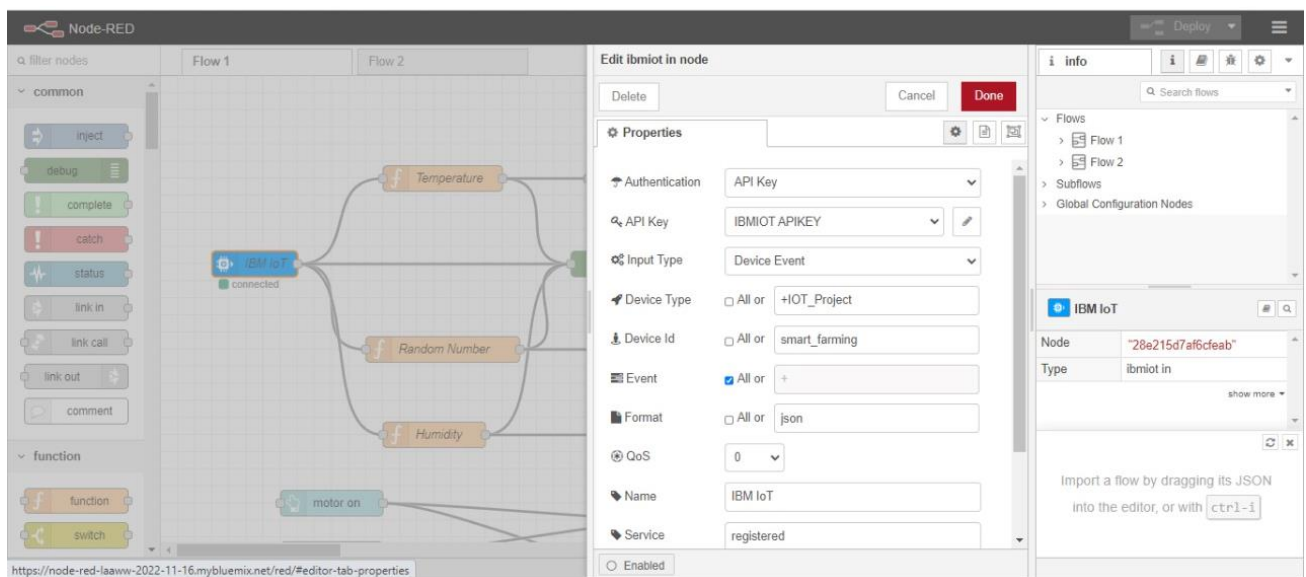 Node-RED
Deploy
filter nodes
common
inject
debug
complete
catch
status
link in
link call
link out
comment
function
function
switch
Flow 1
Flow 2
Temperature
IBM IoT
connected
Random Number
Humidity
motor on
Edit ibmiot in node
Delete
Cancel
Done
Properties
Authentication API Key
API Key IBMIOT APIKEY
Input Type Device Event
Device Type All or +IOT_Project
Device Id All or smart_farming
Event All or +
Format All or json
QoS 0
Name IBM IoT
Service registered
Enabled
i info
Search flows
Flows
Flow 1
Flow 2
Subflows
Global Configuration Nodes
IBM IoT
Node "28e215d7af6cfeab"
Type ibmiot in
show more
Import a flow by dragging its JSON
into the editor, or with ctrl-i
https://node-red-laaww-2022-11-16.mybluemix.net/red/#editor-tab-properties